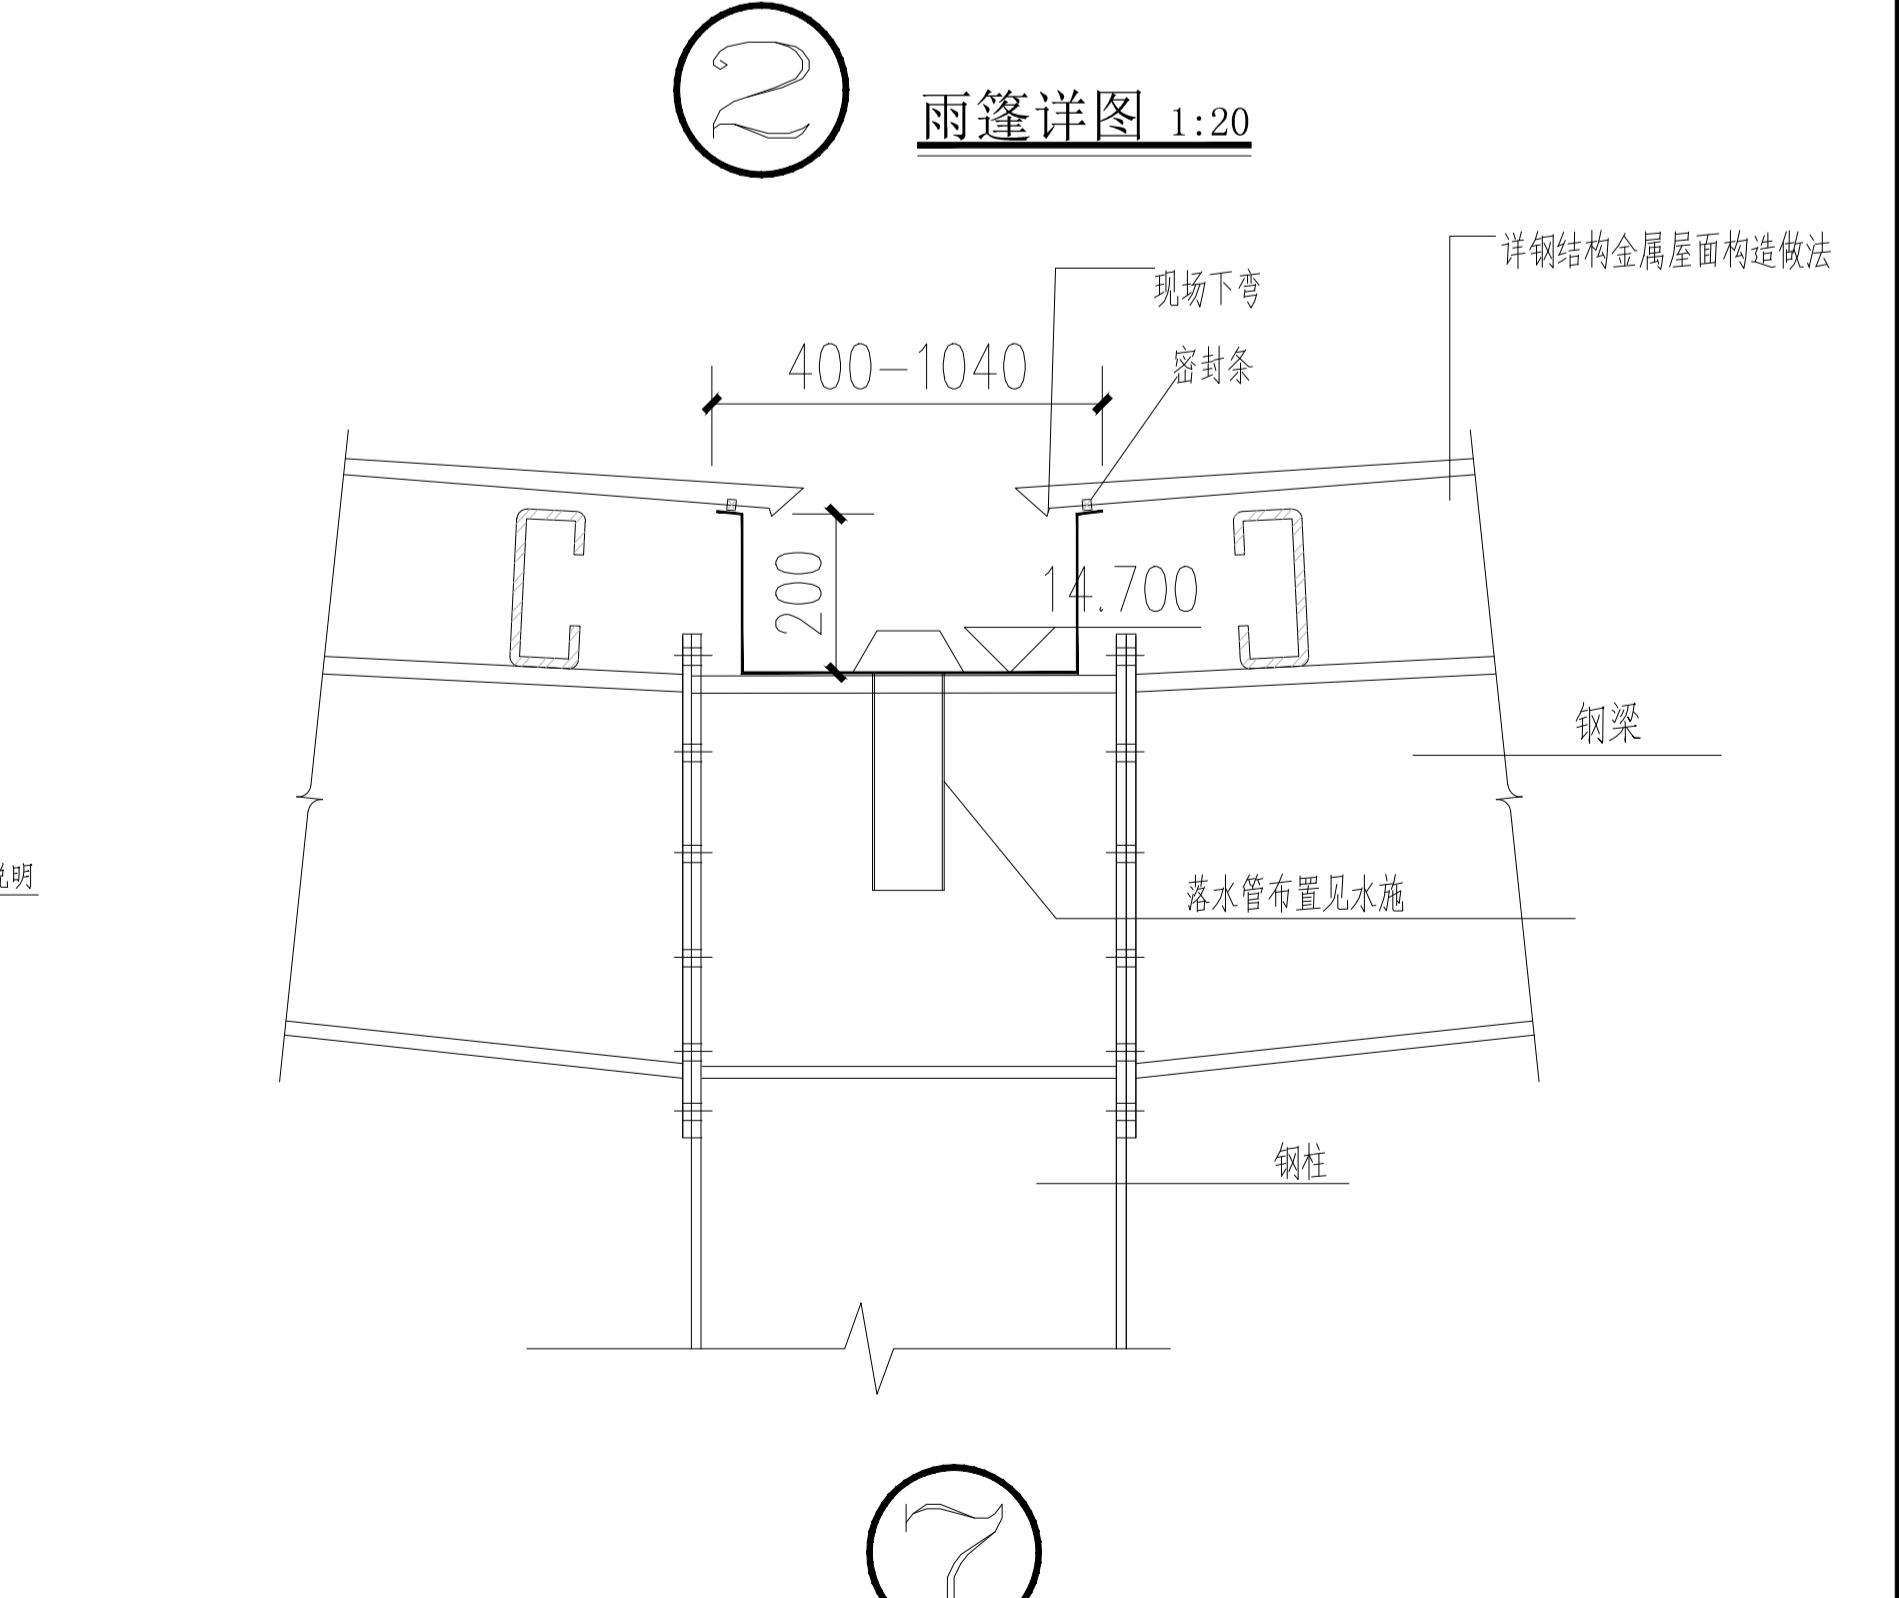 2
雨篷详图 1:20
详钢结构金属屋面构造做法
现场下弯
400-1040
密封条
200
14.700
钢梁
明
落水管布置见水施
钢柱
7